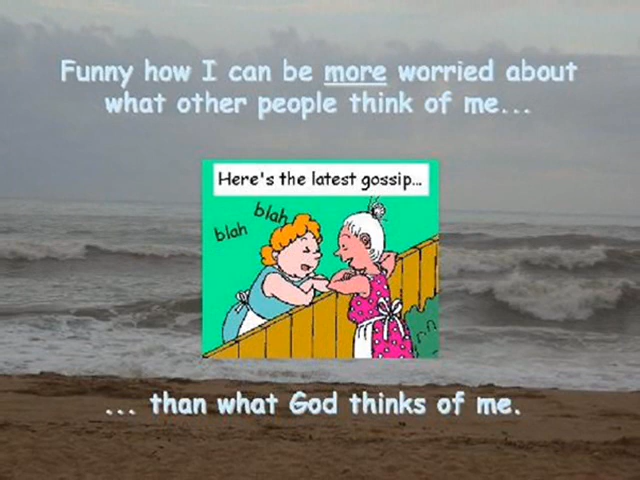 Funny how I can be more worried about
what other people think of me...
Here's the latest gossip...
blah
blah
... than what God thinks of me.